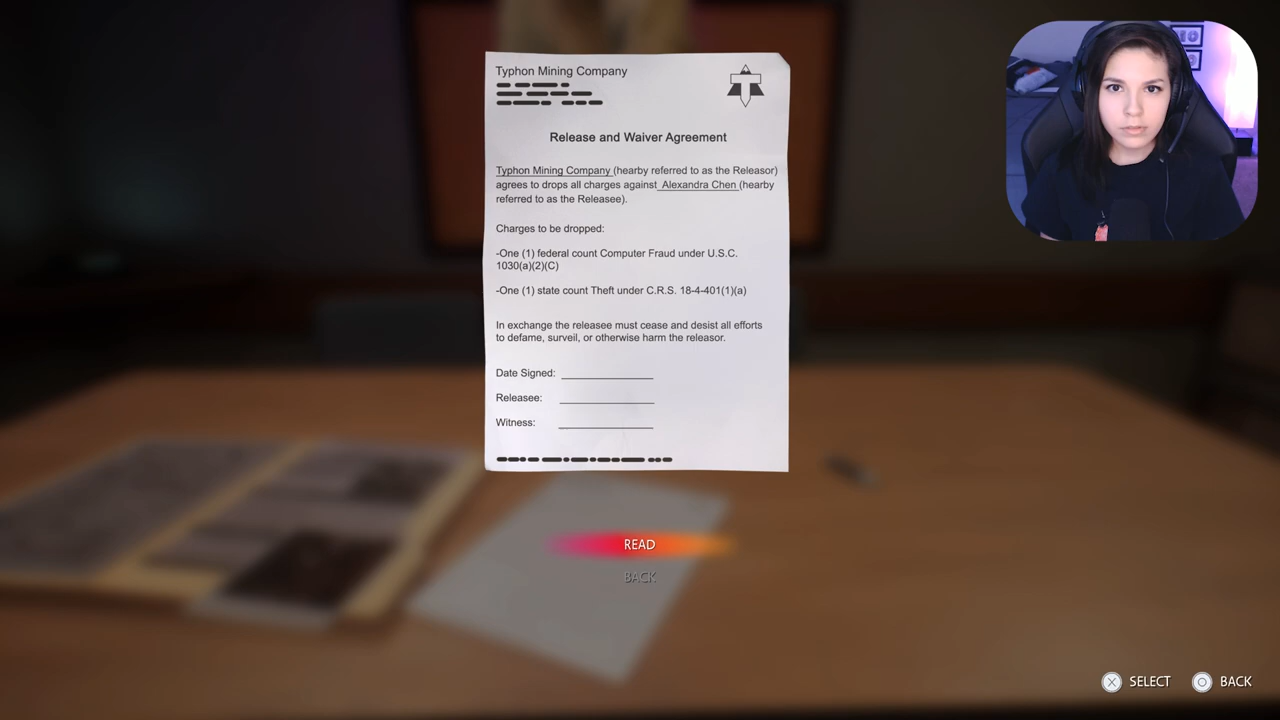 Typhon Mining Company
Release and Waiver Agreement
Typhon Mining Company (hearby referred to as the Releasor)
agrees to drops all charges against Alexandra Chen (hearby
referred to as the Releasee).
Charges to be dropped:
-One (1) federal count Computer Fraud under U.S.C.
1030(a)(2)(C)
-One (1) state count Theft under C.R.S. 18-4-401(1)(a)
In exchange the releasee must cease and desist all efforts
to defame, surveil, or otherwise harm the releasor.
Date Signed:
Releasee:
Witness:
READ
BACK
SELECT
BACK